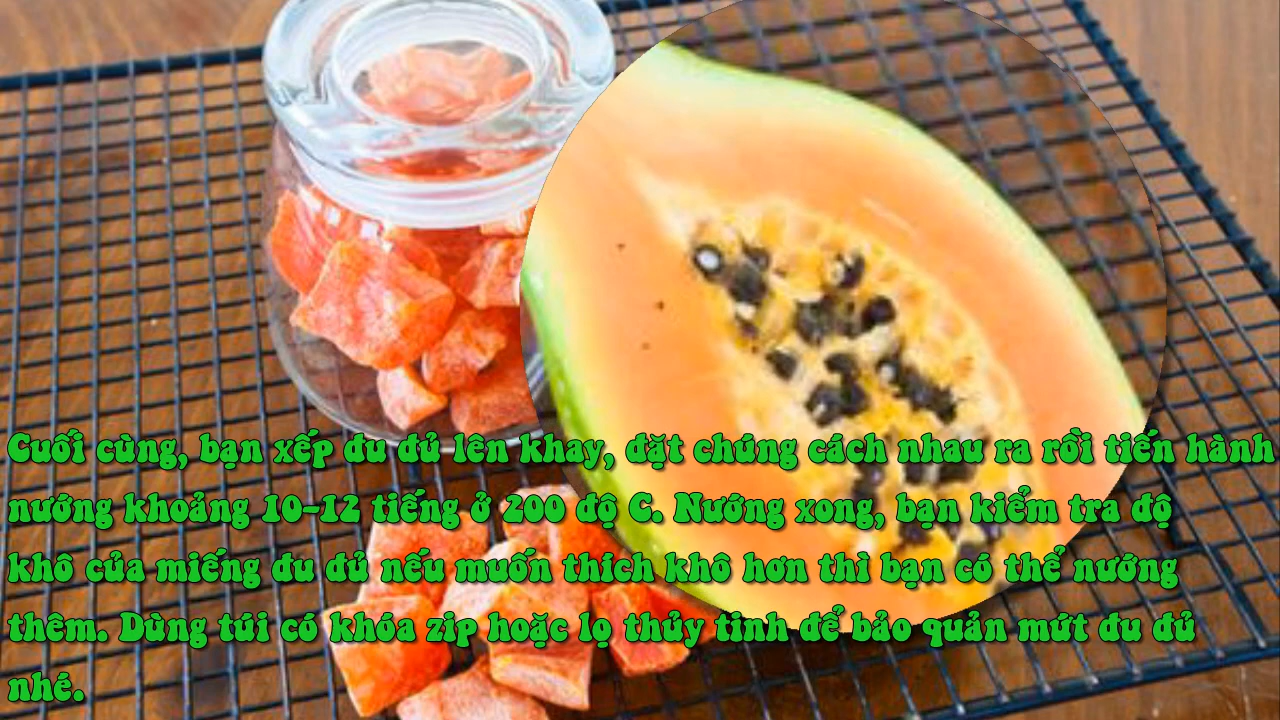 Cuối cùng, bạn xếp đu đủ lên khay, đặt chúng cách nhau ra rồi tiến hành
nướng khoảng 10-12 tiếng ở 200 độ C. Nướng xong, bạn kiểm tra độ
khô của miếng đu đủ nếu muốn thích khô hơn thì bạn có thể nướng
thêm. Dùng túi có khóa zip hoặc lọ thủy tinh để bảo quản mứt đu đủ
nhé.